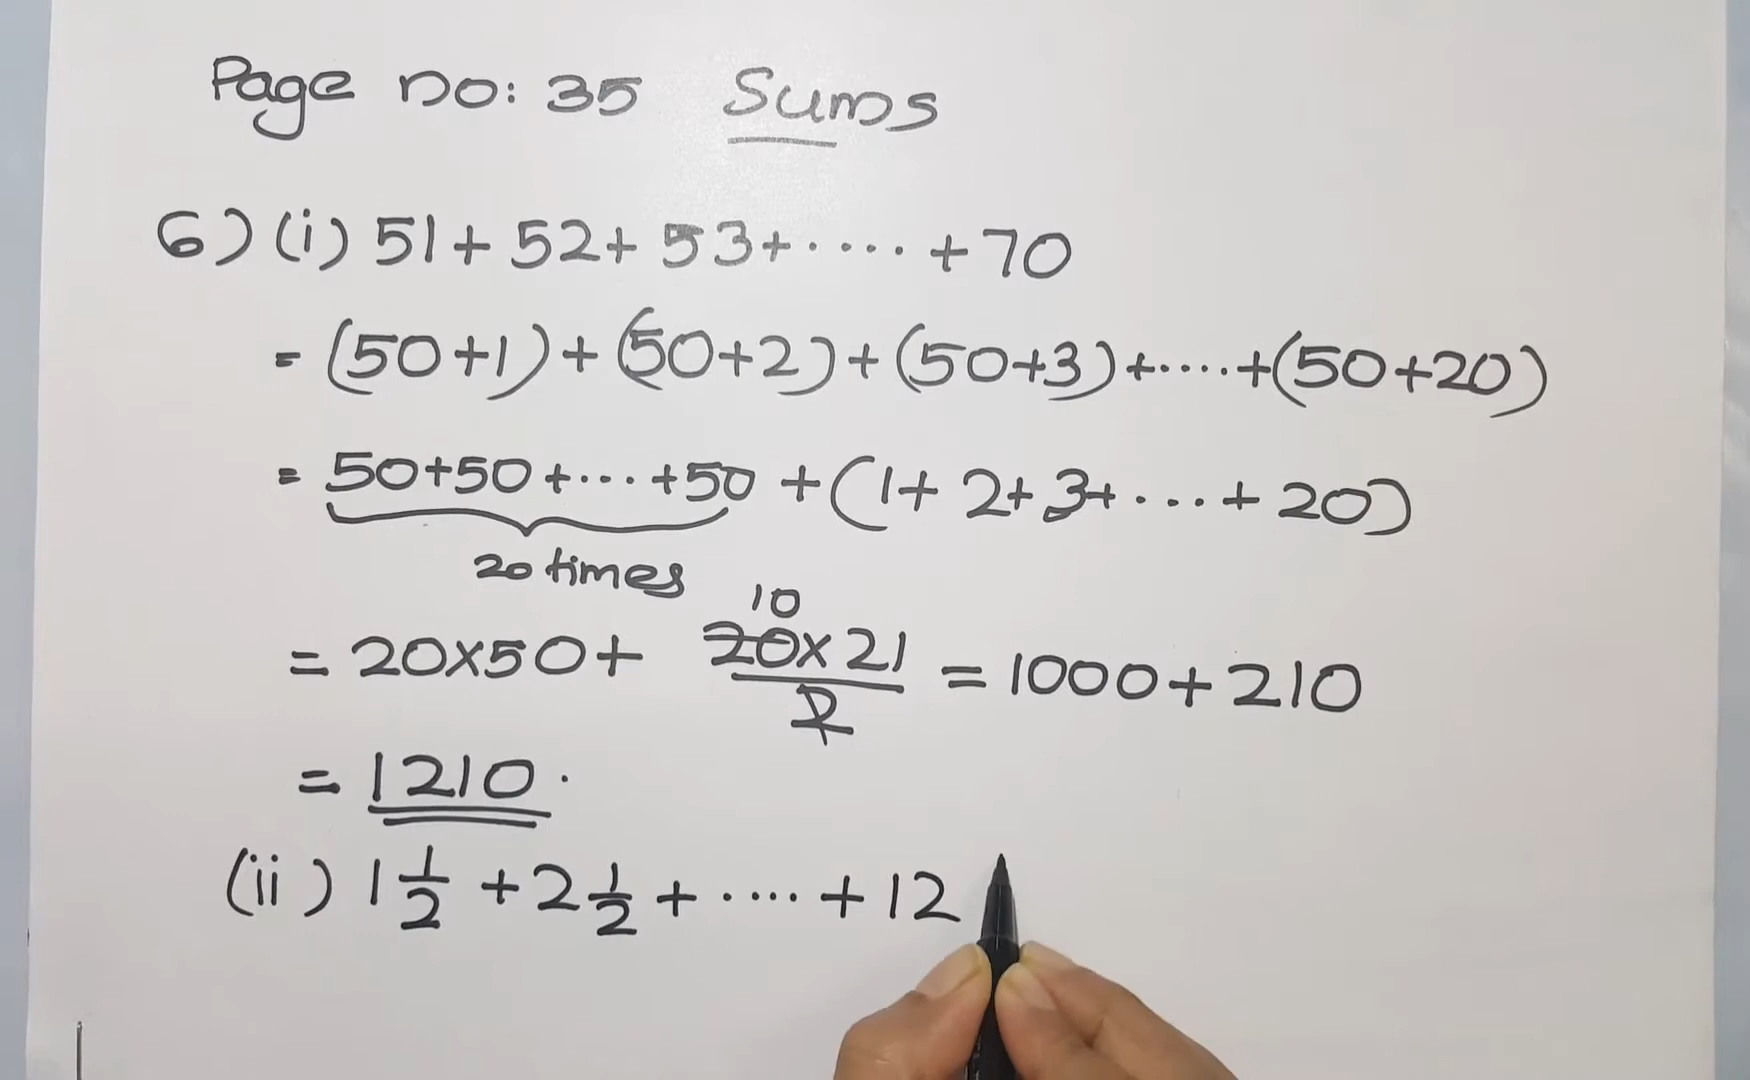 Page no: 35 Sums
6) (i) 51 + 52 + 53 + ..... + 70
= (50+1) + (50+2) + (50+3) + .... + (50+20)
= 50+50+...+50 + (1+2+3+...+20)
20 times
10
= 20×50 + 20×21/2 = 1000 + 210
= 1210.
(ii) 1 1/2 + 2 1/2 + .... + 12